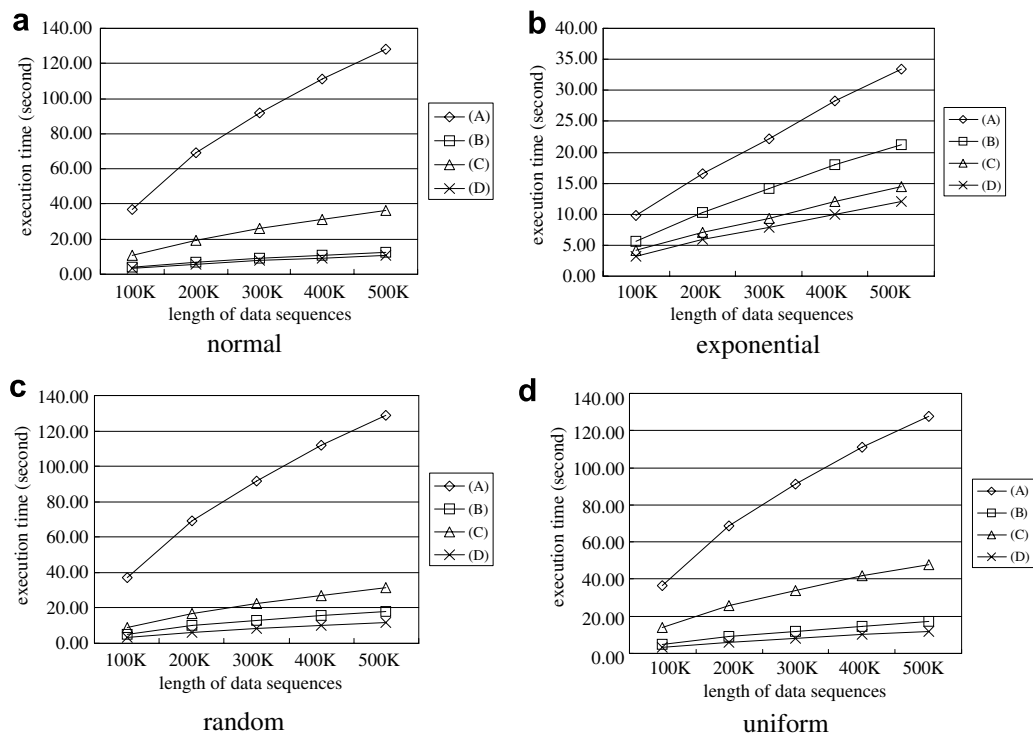 a
140.00
120.00
100.00
80.00
60.00
40.00
20.00
0.00
execution time (second)
100K 200K 300K 400K 500K
length of data sequences
(A)
(B)
(C)
(D)
normal
b
40.00
35.00
30.00
25.00
20.00
15.00
10.00
5.00
0.00
execution time (second)
100K 200K 300K 400K 500K
length of data sequences
(A)
(B)
(C)
(D)
exponential
c
140.00
120.00
100.00
80.00
60.00
40.00
20.00
0.00
execution time (second)
100K 200K 300K 400K 500K
length of data sequences
(A)
(B)
(C)
(D)
random
d
140.00
120.00
100.00
80.00
60.00
40.00
20.00
0.00
execution time (second)
100K 200K 300K 400K 500K
length of data sequences
(A)
(B)
(C)
(D)
uniform